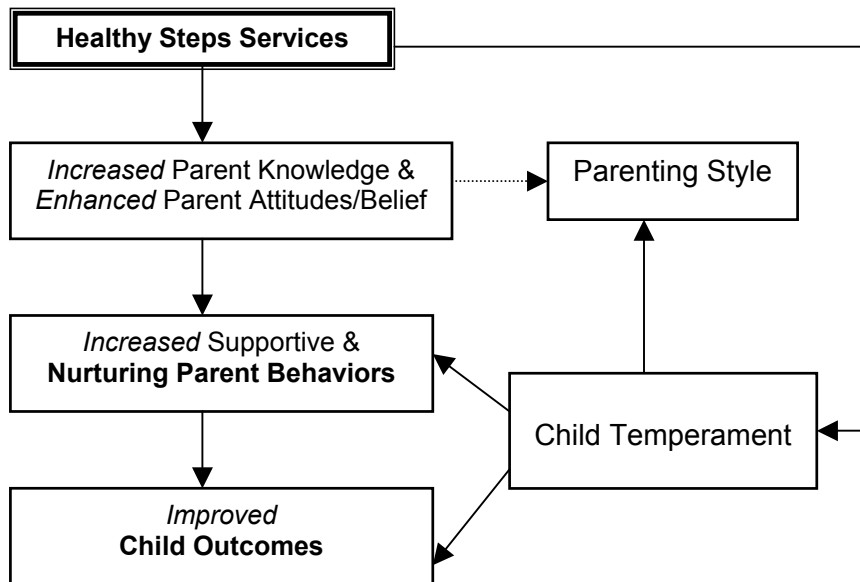 Healthy Steps Services
Increased Parent Knowledge &
Enhanced Parent Attitudes/Belief
Parenting Style
Increased Supportive &
Nurturing Parent Behaviors
Child Temperament
Improved
Child Outcomes